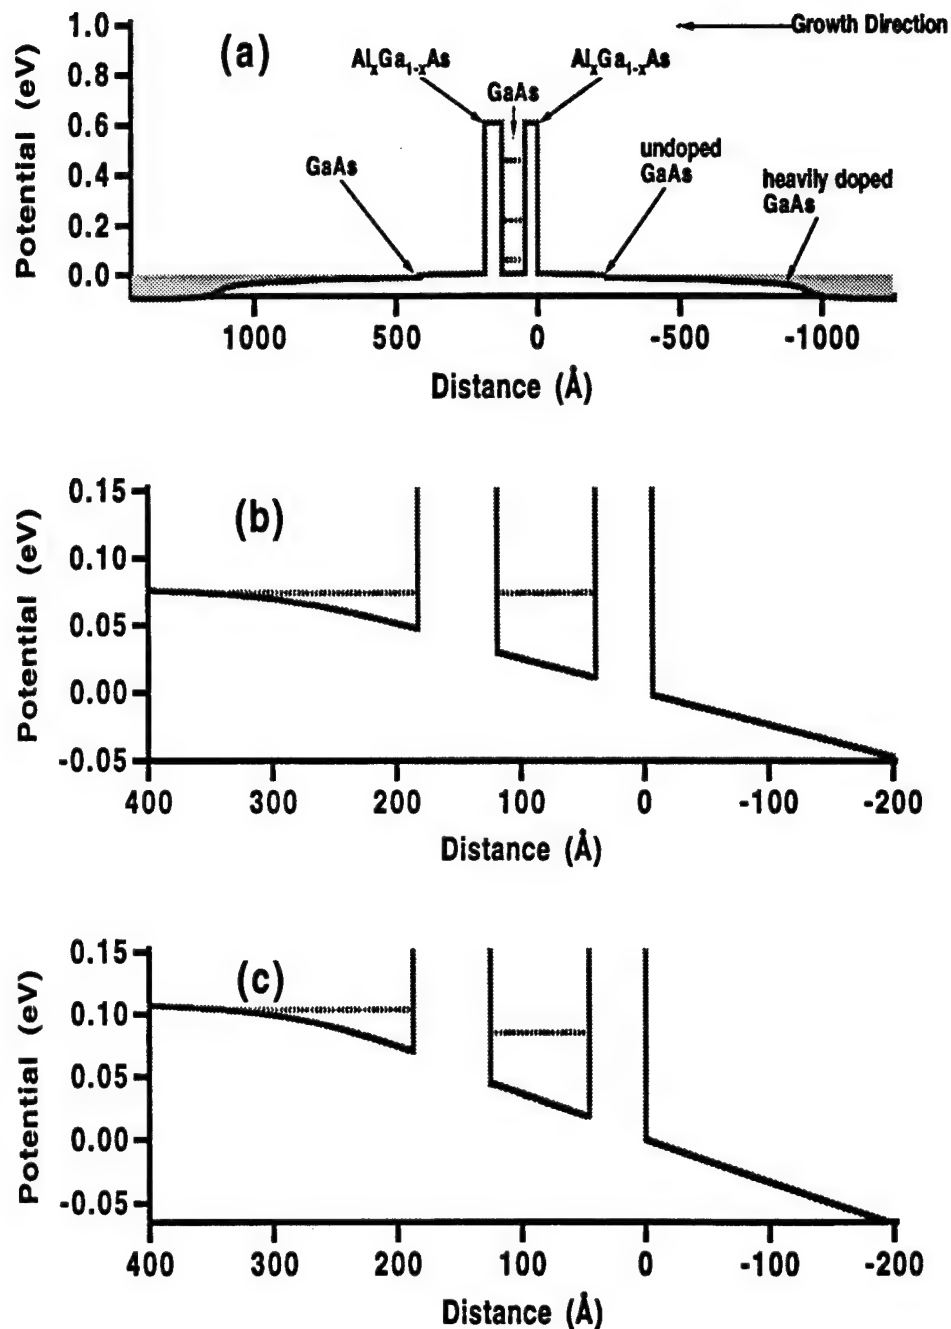 (a)
Growth Direction
AlxGa1-xAs
AlxGa1-xAs
GaAs
GaAs
undoped
GaAs
heavily doped
GaAs
Potential (eV)
1.0
0.8
0.6
0.4
0.2
0.0
1000 500 0 -500 -1000
Distance (Å)
(b)
Potential (eV)
0.15
0.10
0.05
0.00
-0.05
400 300 200 100 0 -100 -200
Distance (Å)
(c)
Potential (eV)
0.15
0.10
0.05
0.00
-0.05
400 300 200 100 0 -100 -200
Distance (Å)